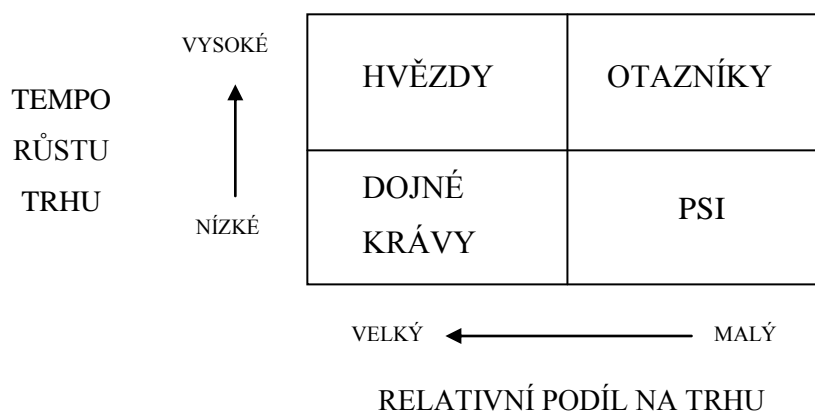 VYSOKÉ
HVĚZDY
OTAZNÍKY
TEMPO
RŮSTU
TRHU
DOJNÉ
KRÁVY
PSI
NÍZKÉ
VELKÝ
MALÝ
RELATIVNÍ PODÍL NA TRHU